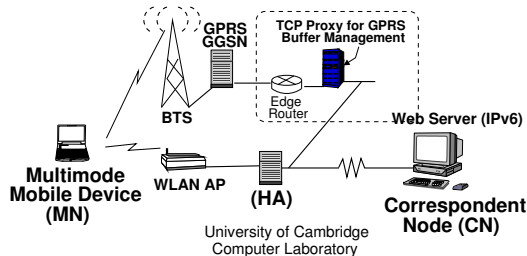 TCP Proxy for GPRS
Buffer Management
GPRS
GGSN
Edge
Router
BTS
Web Server (IPv6)
Multimode
Mobile Device
(MN)
WLAN AP
(HA)
Correspondent
Node (CN)
University of Cambridge
Computer Laboratory